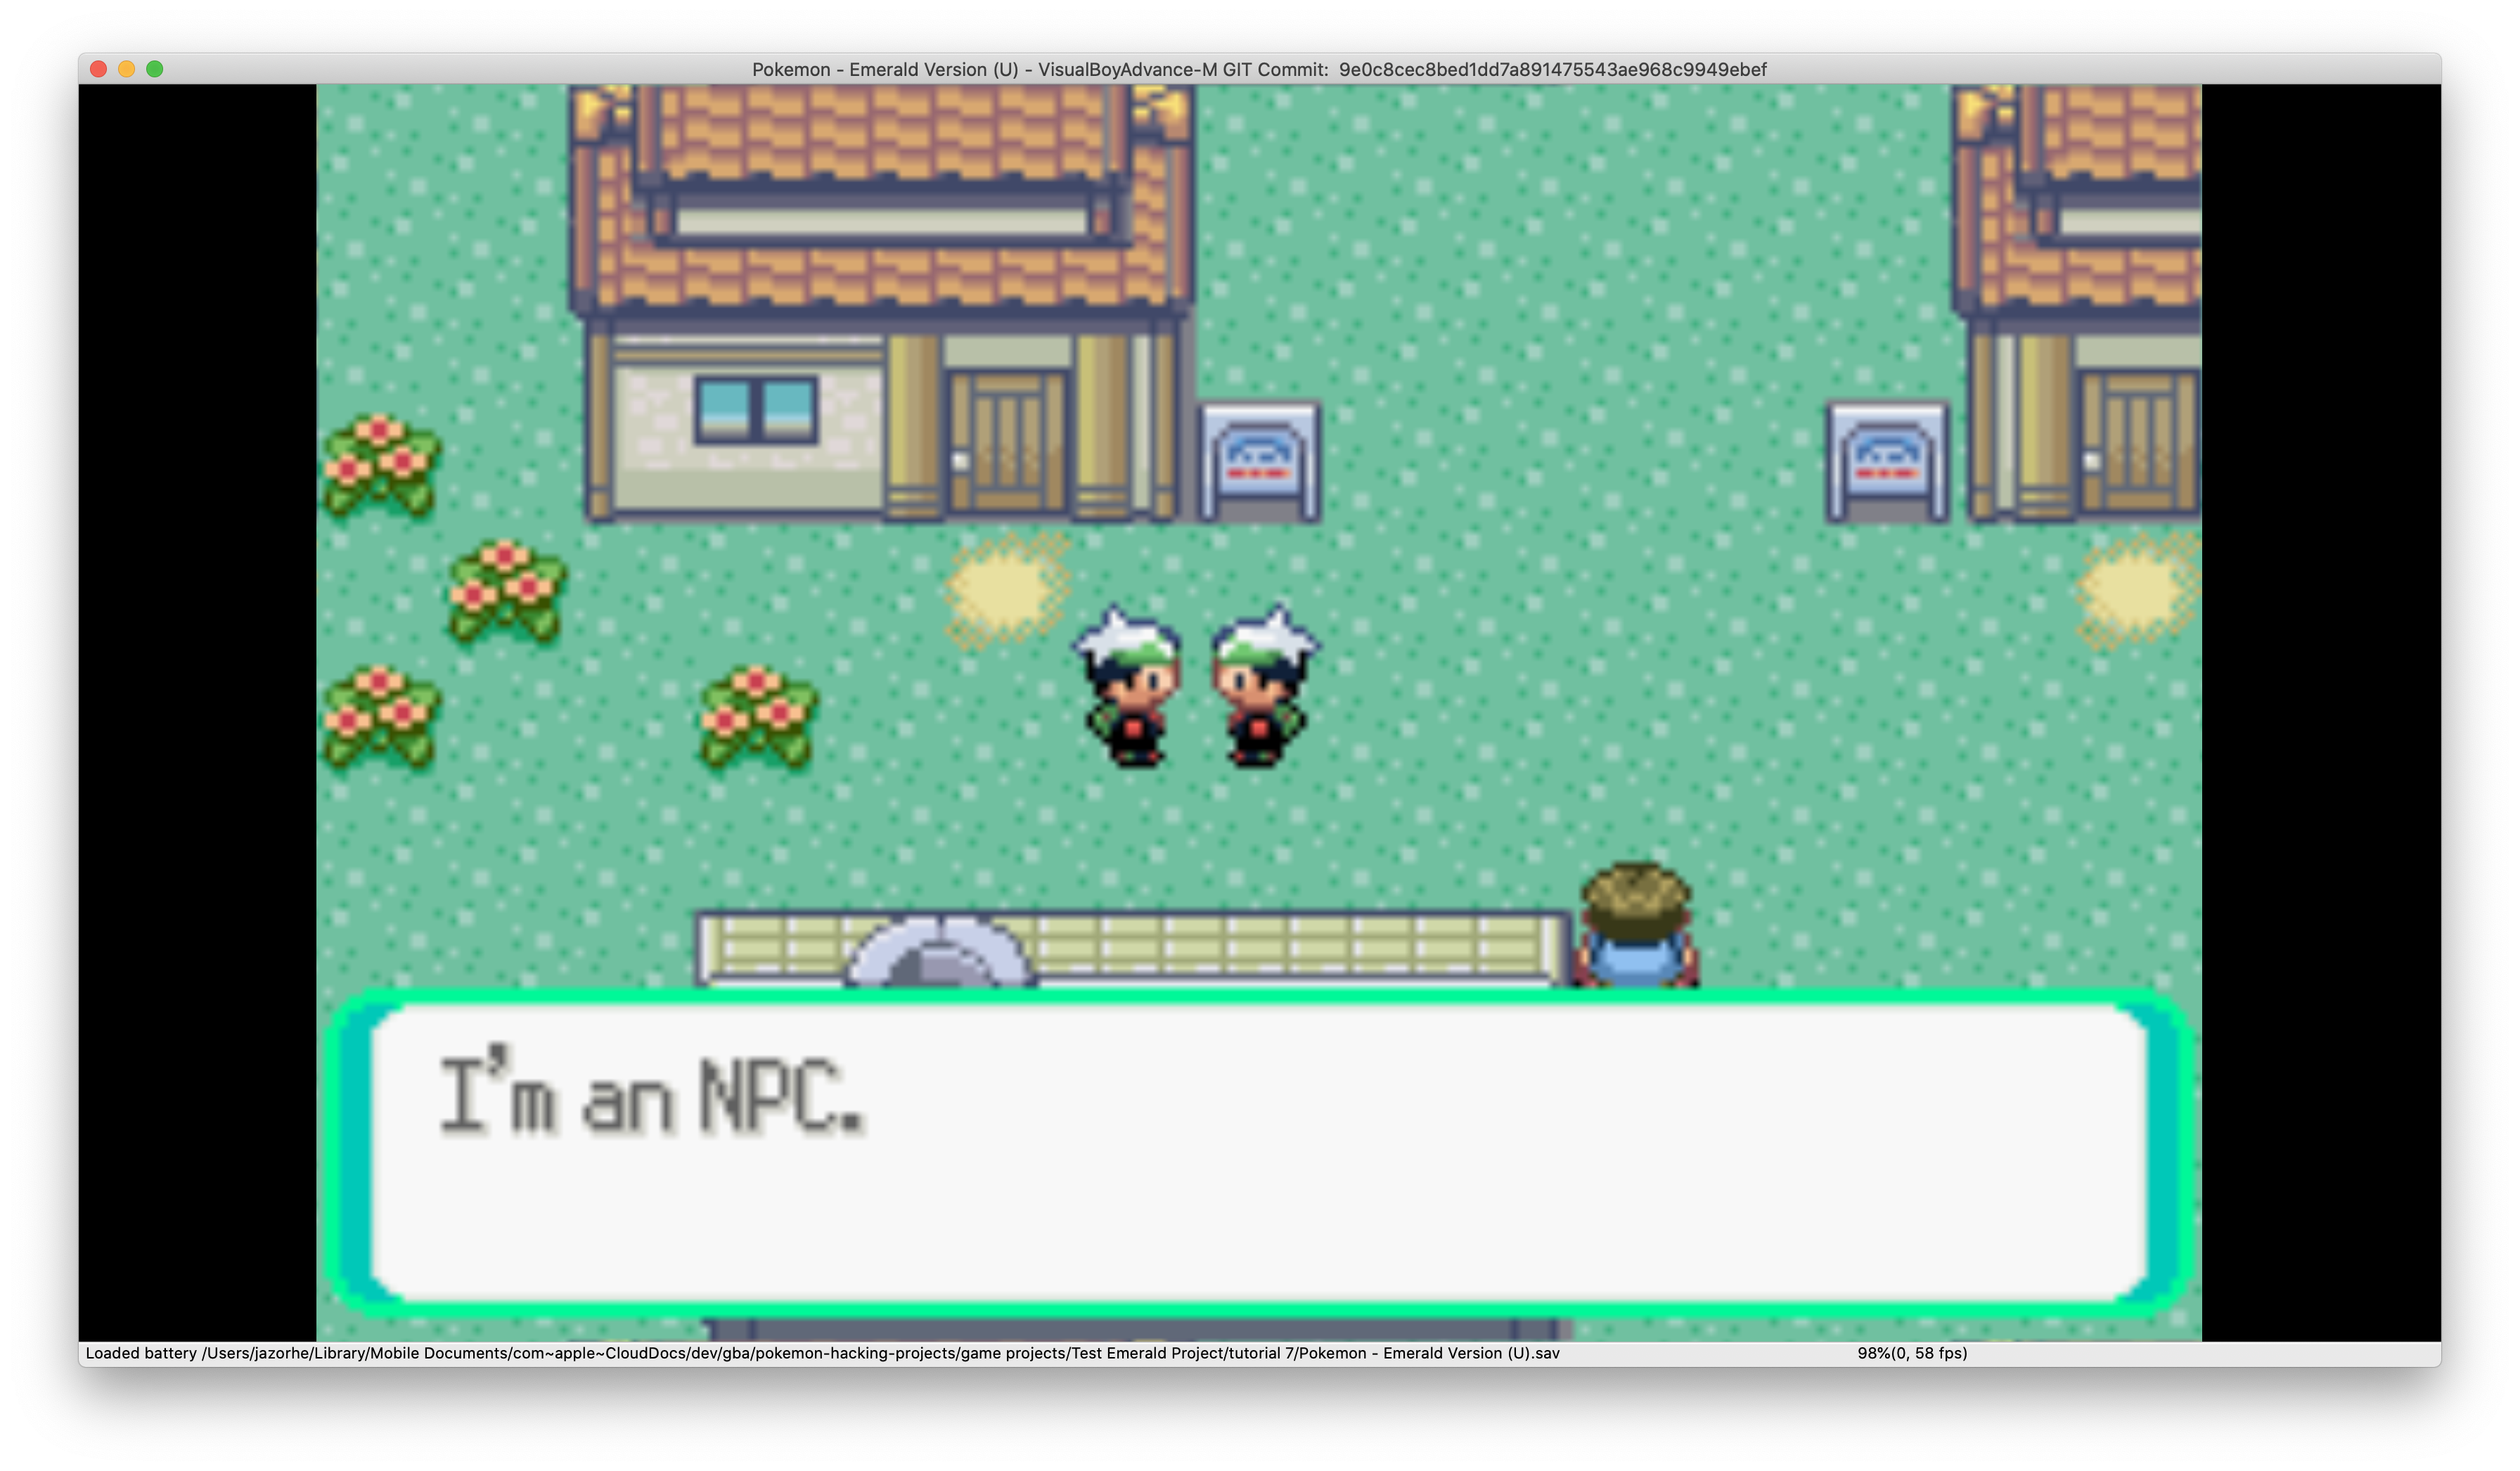 Pokemon - Emerald Version (U) - VisualBoyAdvance-M GIT Commit: 9e0c8cec8bed1dd7a891475543ae968c9949ebef
I'm an NPC.
Loaded battery /Users/jazorhe/Library/Mobile Documents/com~apple~CloudDocs/dev/gba/pokemon-hacking-projects/game projects/Test Emerald Project/tutorial 7/Pokemon - Emerald Version (U).sav 98%(0, 58 fps)